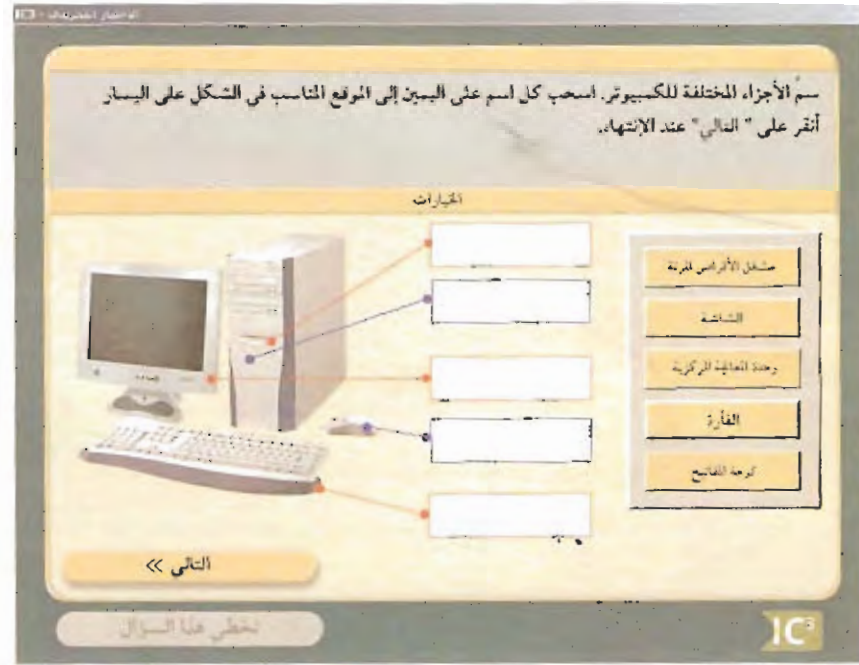 سمِّ الأجزاء المختلفة للكمبيوتر. اسحب كل اسم على اليمين إلى الموقع المناسب في الشكل على اليسار
أنقر على " التالي" عند الإنتهاء.
الخيارات
مشغل الأقراص المرنة
الشاشة
وحدة المعالجة المركزية
الفأرة
لوحة المفاتيح
التالي >>
تخطي هذا السؤال
IC³